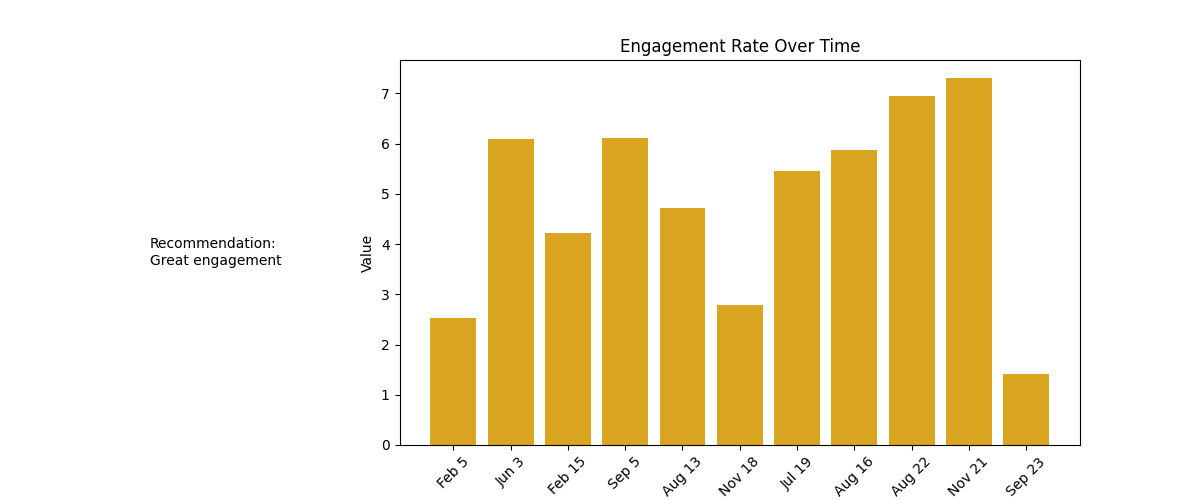 Engagement Rate Over Time
Recommendation:
Great engagement
Value
7
6
5
4
3
2
1
0
Feb 5
Jun 3
Feb 15
Sep 5
Aug 13
Nov 18
Jul 19
Aug 16
Aug 22
Nov 21
Sep 23